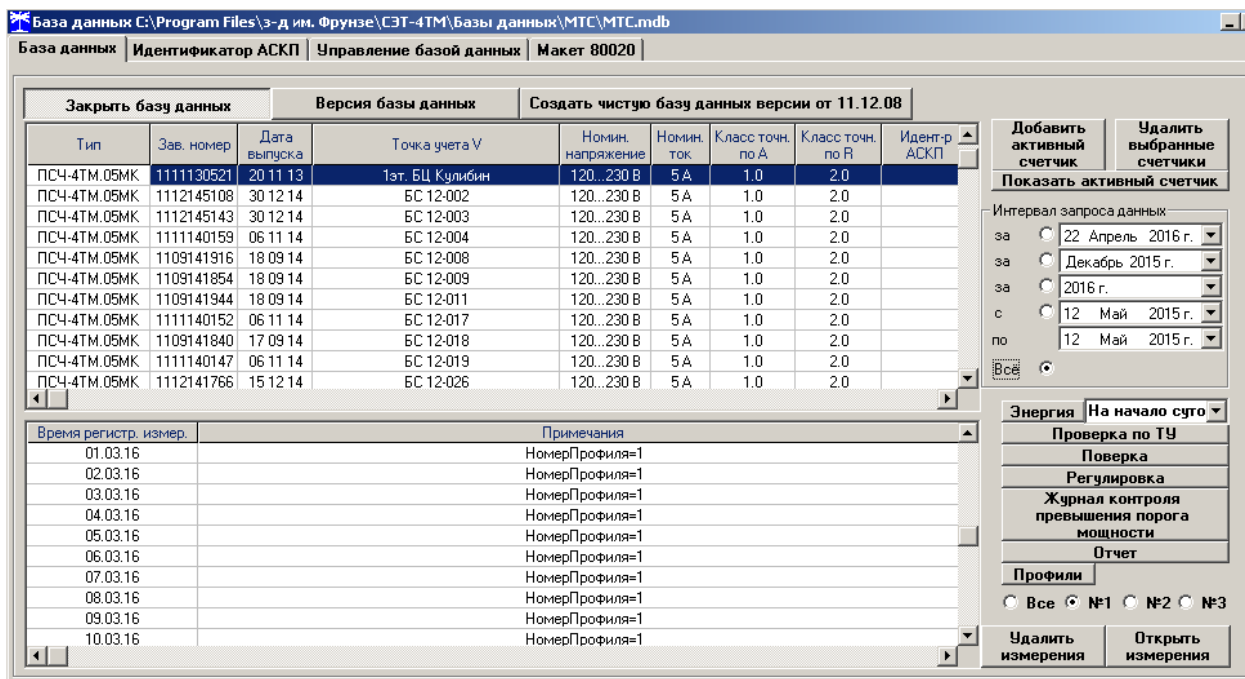 База данных C:\Program Files\з-д им. Фрунзе\СЭТ-4ТМ\Базы данных\МТС\МТС.mdb
База данных Идентификатор АСКП Управление базой данных Макет 80020
Закрыть базу данных Версия базы данных Создать чистую базу данных версии от 11.12.08
Тип Зав. номер Дата выпуска Точка учета V Номин. напряжение Номин. ток Класс точн. по A Класс точн. по R Идент-р АСКП
ПСЧ-4ТМ.05МК 1111130521 20 11 13 1эт. БЦ Кулибин 120...230 В 5 А 1.0 2.0
ПСЧ-4ТМ.05МК 1112145108 30 12 14 БС 12-002 120...230 В 5 А 1.0 2.0
ПСЧ-4ТМ.05МК 1112145143 30 12 14 БС 12-003 120...230 В 5 А 1.0 2.0
ПСЧ-4ТМ.05МК 1111140159 06 11 14 БС 12-004 120...230 В 5 А 1.0 2.0
ПСЧ-4ТМ.05МК 1109141916 18 09 14 БС 12-008 120...230 В 5 А 1.0 2.0
ПСЧ-4ТМ.05МК 1109141854 18 09 14 БС 12-009 120...230 В 5 А 1.0 2.0
ПСЧ-4ТМ.05МК 1109141944 18 09 14 БС 12-011 120...230 В 5 А 1.0 2.0
ПСЧ-4ТМ.05МК 1111140152 06 11 14 БС 12-017 120...230 В 5 А 1.0 2.0
ПСЧ-4ТМ.05МК 1109141840 17 09 14 БС 12-018 120...230 В 5 А 1.0 2.0
ПСЧ-4ТМ.05МК 1111140147 06 11 14 БС 12-019 120...230 В 5 А 1.0 2.0
ПСЧ-4ТМ.05МК 1112141766 15 12 14 БС 12-026 120...230 В 5 А 1.0 2.0
Добавить активный счетчик
Удалить выбранные счетчики
Показать активный счетчик
Интервал запроса данных
за 22 Апрель 2016 г.
за Декабрь 2015 г.
за 2016 г.
с 12 Май 2015 г.
по 12 Май 2015 г.
Всё
Время регистр. измер. Примечания
01.03.16 НомерПрофиля=1
02.03.16 НомерПрофиля=1
03.03.16 НомерПрофиля=1
04.03.16 НомерПрофиля=1
05.03.16 НомерПрофиля=1
06.03.16 НомерПрофиля=1
07.03.16 НомерПрофиля=1
08.03.16 НомерПрофиля=1
09.03.16 НомерПрофиля=1
10.03.16 НомерПрофиля=1
Энергия На начало суто
Проверка по ТУ
Поверка
Регулировка
Журнал контроля
превышения порога
мощности
Отчет
Профили
Все №1 №2 №3
Удалить измерения
Открыть измерения